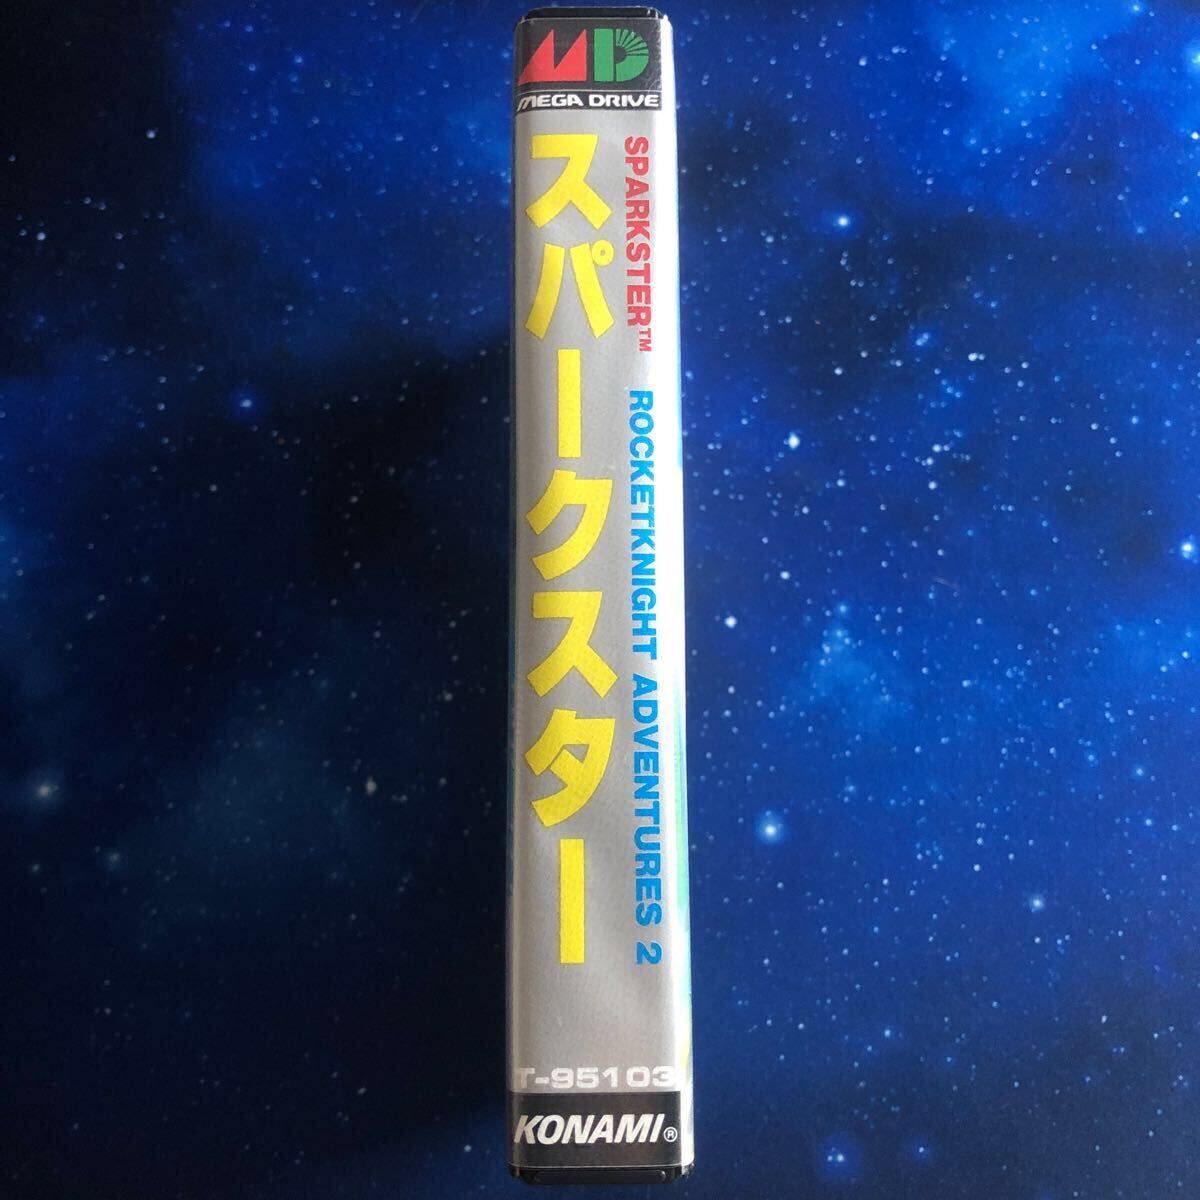 MD
MEGA DRIVE
スパークスター
SPARKSTER™ ROCKETKNIGHT ADVENTURES 2
T-95103
KONAMI®